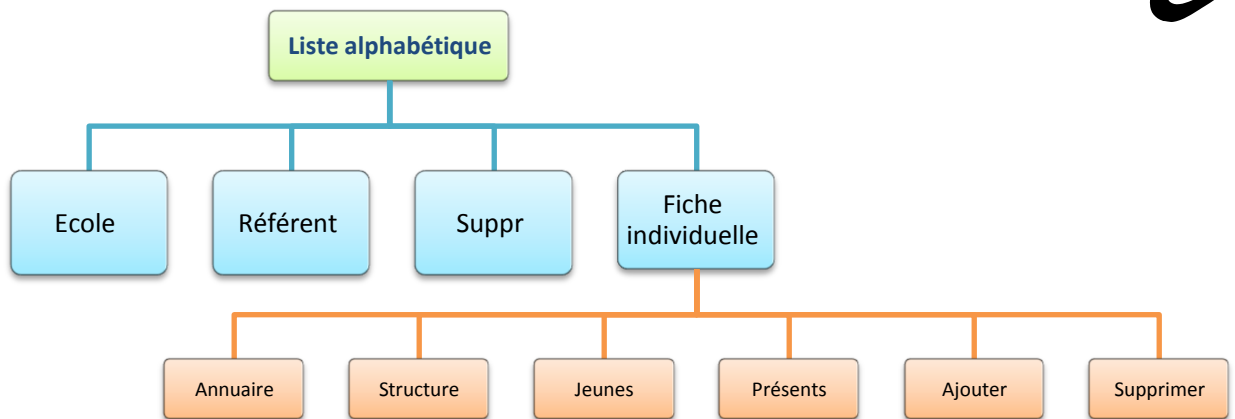 Liste alphabétique
Ecole
Référent
Suppr
Fiche
individuelle
Annuaire
Structure
Jeunes
Présents
Ajouter
Supprimer